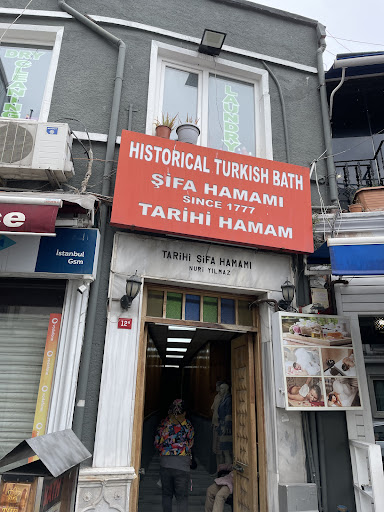 DRY CLEANING
LAUNDRY
HISTORICAL TURKISH BATH
ŞİFA HAMAMI
SINCE 1777
TARİHİ HAMAM
TARİHİ ŞİFA HAMAMI
NURİ YILMAZ
İstanbul
Gsm
12A